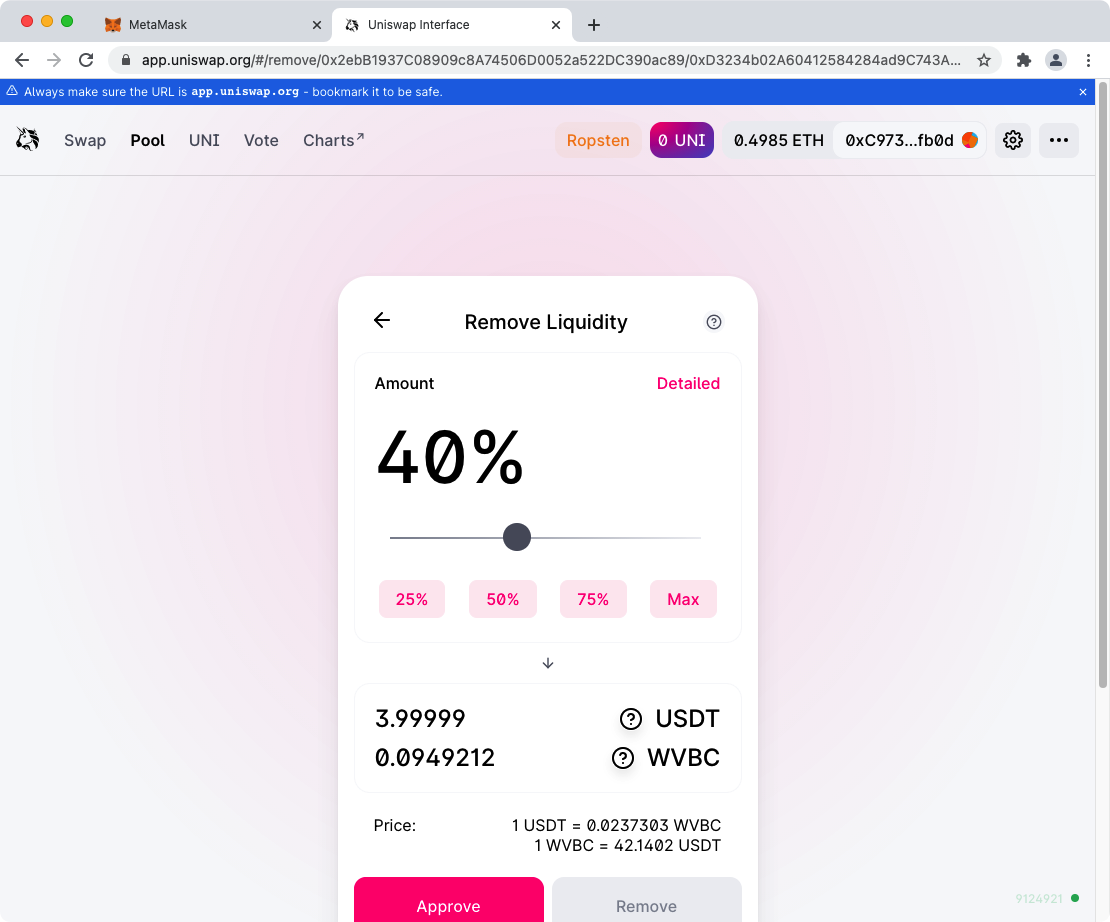 MetaMask
Uniswap Interface
app.uniswap.org/#/remove/0x2ebB1937C08909c8A74506D0052a522DC390ac89/0xD3234b02A60412584284ad9C743A...
Always make sure the URL is app.uniswap.org - bookmark it to be safe.
Swap Pool UNI Vote Charts↗ Ropsten 0 UNI 0.4985 ETH 0xC973...fb0d
Remove Liquidity
Amount Detailed
40%
25% 50% 75% Max
3.99999 USDT
0.0949212 WVBC
Price: 1 USDT = 0.0237303 WVBC
1 WVBC = 42.1402 USDT
Approve Remove
9124921